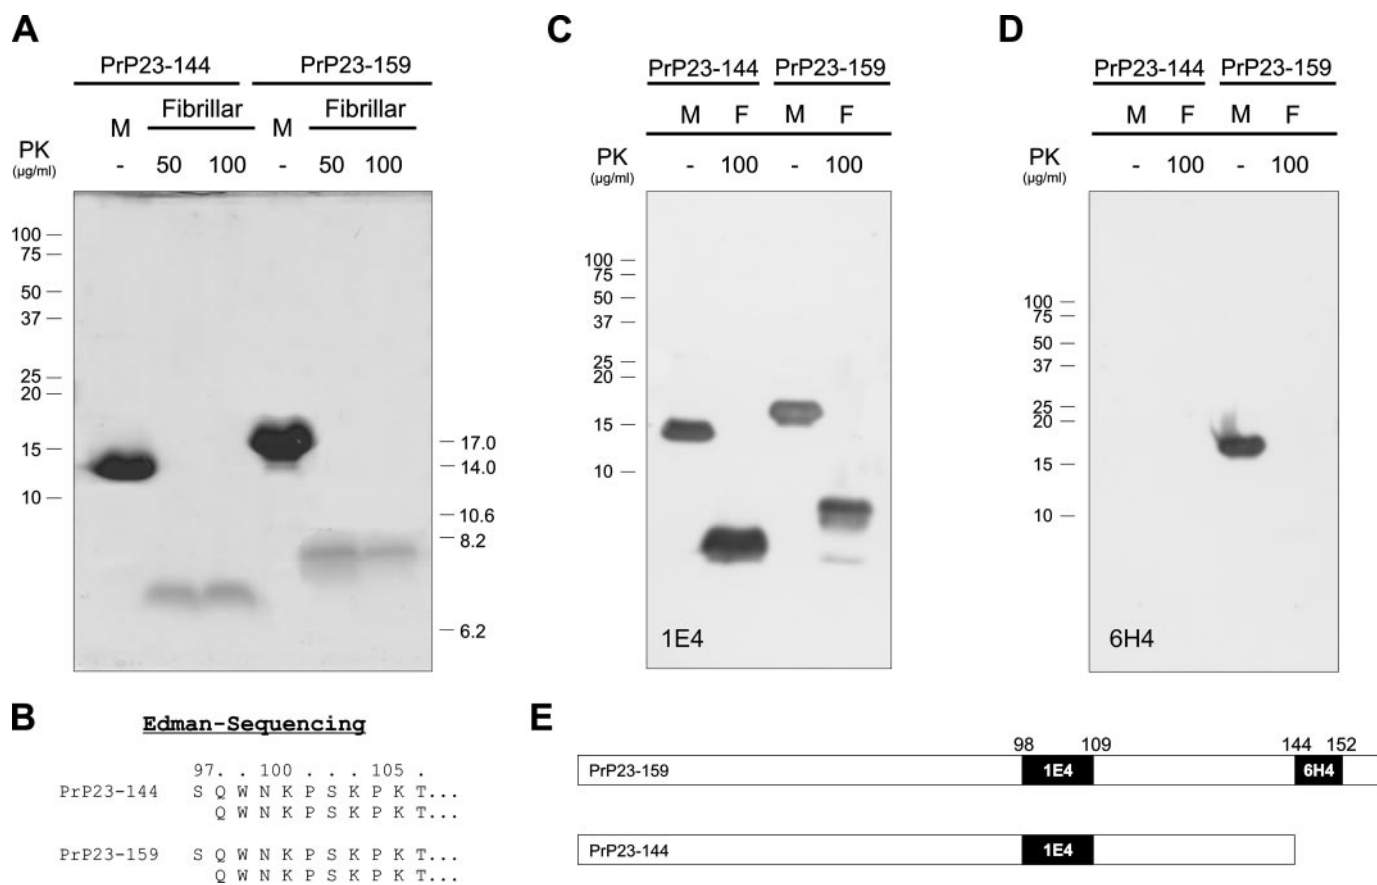 A
PrP23-144 PrP23-159
M Fibrillar M Fibrillar
PK (µg/ml) - 50 100 - 50 100
100
75
50
37
25
20
15
10
17.0
14.0
10.6
8.2
6.2
B
Edman-Sequencing
97. . 100 . . . 105 .
PrP23-144 S Q W N K P S K P K T...
Q W N K P S K P K T...
PrP23-159 S Q W N K P S K P K T...
Q W N K P S K P K T...
C
PrP23-144 PrP23-159
M F M F
PK (µg/ml) - 100 - 100
100
75
50
37
25
20
15
10
1E4
D
PrP23-144 PrP23-159
M F M F
PK (µg/ml) - 100 - 100
100
75
50
37
25
20
15
10
6H4
E
98 109 144 152
PrP23-159 1E4 6H4
PrP23-144 1E4